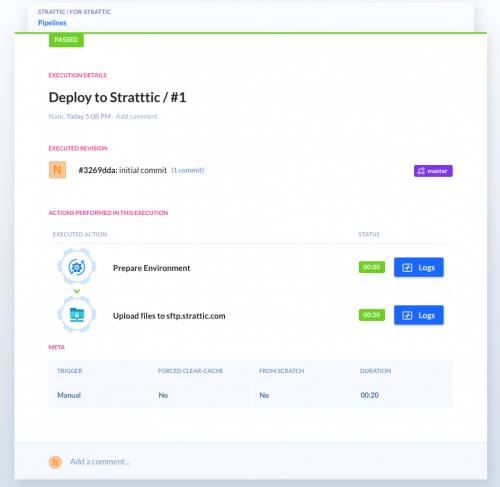 STRATTIC / FOR-STRATTIC
Pipelines
PASSED
EXECUTION DETAILS
Deploy to Stratttic / #1
Nate, Today 5:08 PM · Add comment
EXECUTED REVISION
N #3269dda: initial commit (1 commit) master
ACTIONS PERFORMED IN THIS EXECUTION
EXECUTED ACTION STATUS
Prepare Environment 00:00 Logs
Upload files to sftp.strattic.com 00:20 Logs
META
TRIGGER FORCED CLEAR-CACHE FROM SCRATCH DURATION
Manual No No 00:20
N Add a comment...